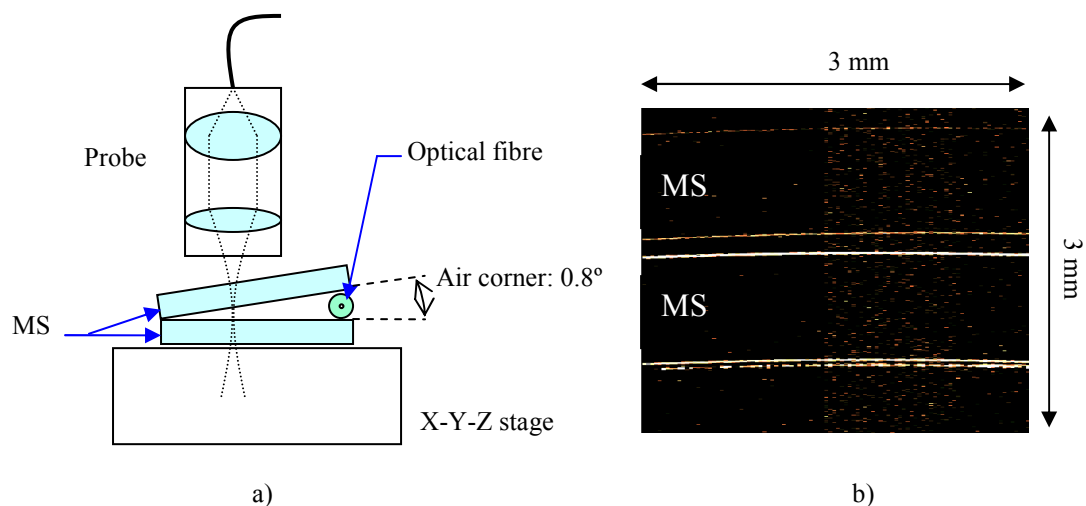 Probe
Optical fibre
Air corner: 0.8º
MS
X-Y-Z stage
a)
3 mm
MS
MS
3 mm
b)